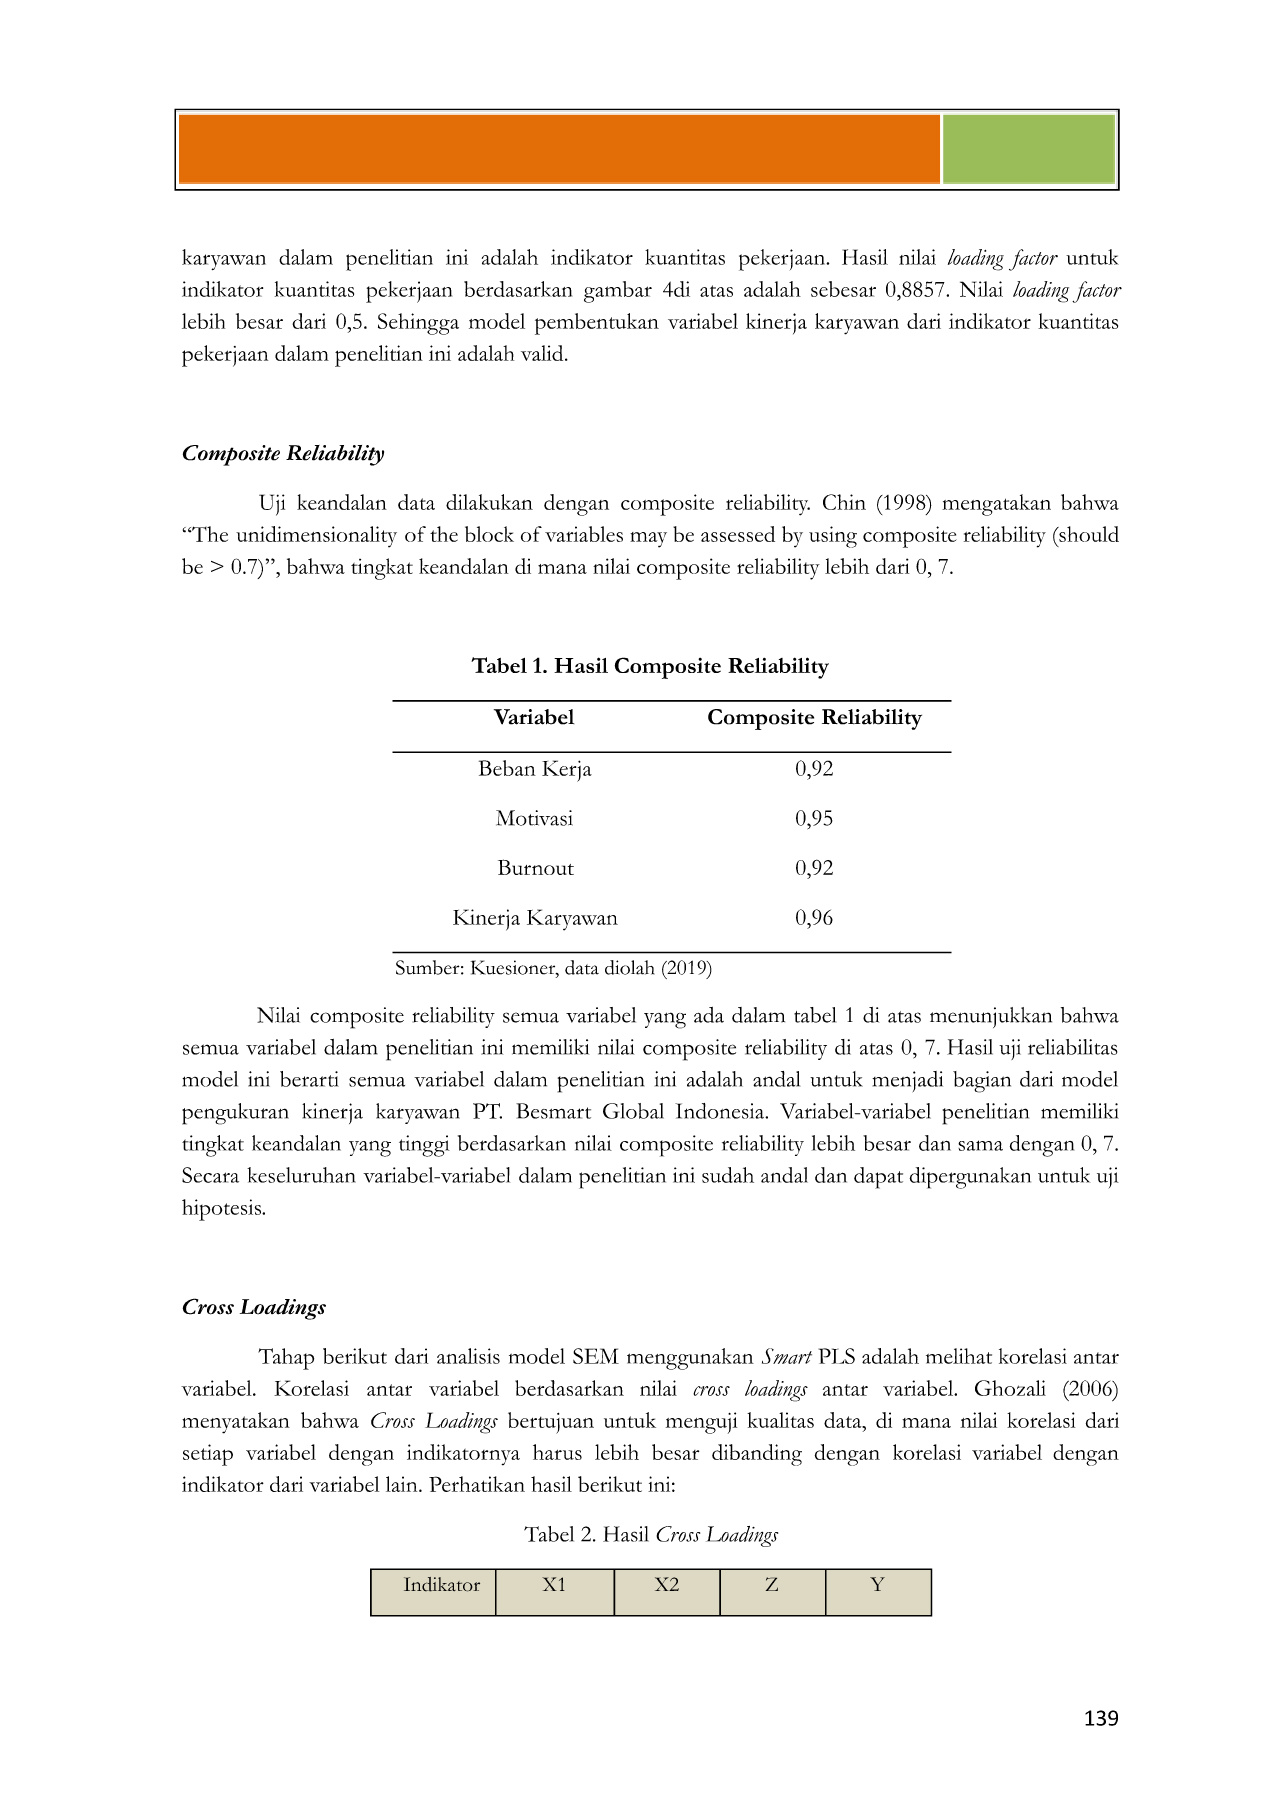 karyawan dalam penelitian ini adalah indikator kuantitas pekerjaan. Hasil nilai loading factor untuk
indikator kuantitas pekerjaan berdasarkan gambar 4di atas adalah sebesar 0,8857. Nilai loading factor
lebih besar dari 0,5. Sehingga model pembentukan variabel kinerja karyawan dari indikator kuantitas
pekerjaan dalam penelitian ini adalah valid.
Composite Reliability
Uji keandalan data dilakukan dengan composite reliability. Chin (1998) mengatakan bahwa
“The unidimensionality of the block of variables may be assessed by using composite reliability (should
be > 0.7)”, bahwa tingkat keandalan di mana nilai composite reliability lebih dari 0, 7.
Tabel 1. Hasil Composite Reliability
Variabel Composite Reliability
Beban Kerja 0,92
Motivasi 0,95
Burnout 0,92
Kinerja Karyawan 0,96
Sumber: Kuesioner, data diolah (2019)
Nilai composite reliability semua variabel yang ada dalam tabel 1 di atas menunjukkan bahwa
semua variabel dalam penelitian ini memiliki nilai composite reliability di atas 0, 7. Hasil uji reliabilitas
model ini berarti semua variabel dalam penelitian ini adalah andal untuk menjadi bagian dari model
pengukuran kinerja karyawan PT. Besmart Global Indonesia. Variabel-variabel penelitian memiliki
tingkat keandalan yang tinggi berdasarkan nilai composite reliability lebih besar dan sama dengan 0, 7.
Secara keseluruhan variabel-variabel dalam penelitian ini sudah andal dan dapat dipergunakan untuk uji
hipotesis.
Cross Loadings
Tahap berikut dari analisis model SEM menggunakan Smart PLS adalah melihat korelasi antar
variabel. Korelasi antar variabel berdasarkan nilai cross loadings antar variabel. Ghozali (2006)
menyatakan bahwa Cross Loadings bertujuan untuk menguji kualitas data, di mana nilai korelasi dari
setiap variabel dengan indikatornya harus lebih besar dibanding dengan korelasi variabel dengan
indikator dari variabel lain. Perhatikan hasil berikut ini:
Tabel 2. Hasil Cross Loadings
Indikator X1 X2 Z Y
139